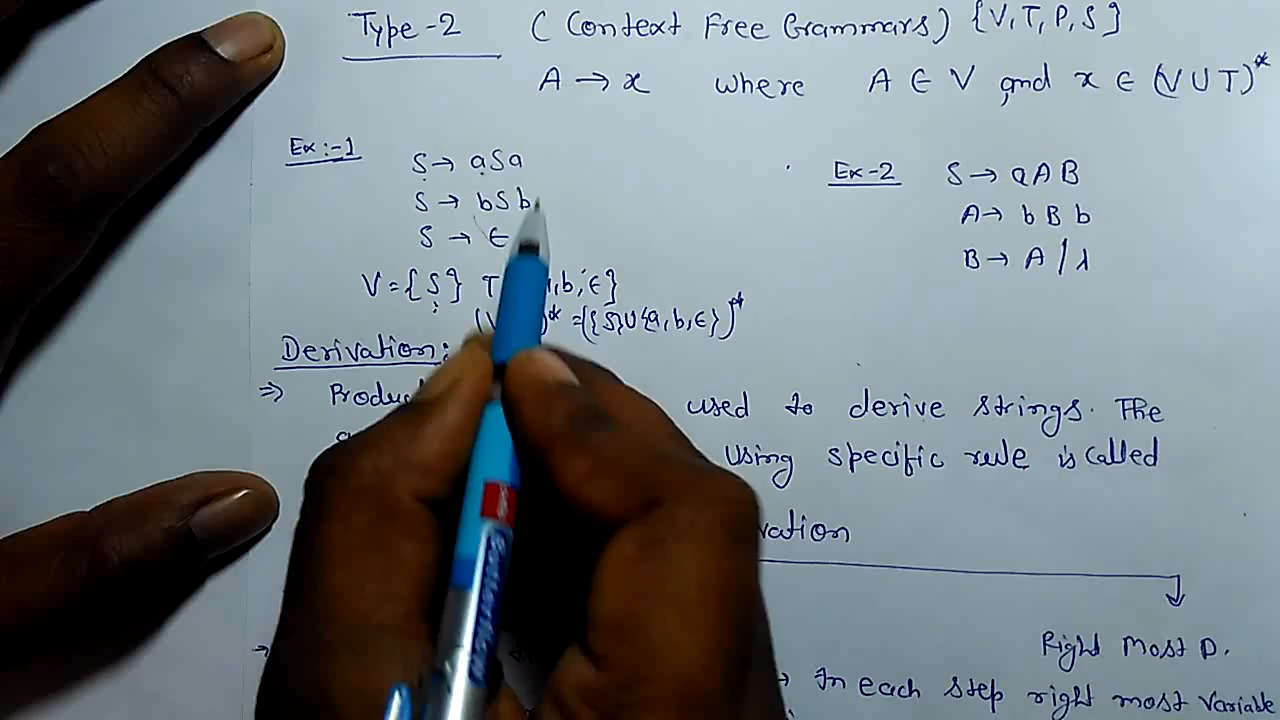 Type-2 (Context Free Grammars) {V,T,P,S}
A → x where A ∈ V and x ∈ (V U T)*
Ex:-1
S → aSa
S → bSb
S → ∈
V = {S} T ,b,∈}
* = ({S}U{a,b,∈})*
Ex-2 S → aAB
A → bBb
B → A/λ
Derivation:
⇒ used to derive strings. The
using specific rule is called
Right Most D.
→ In each step right most variable